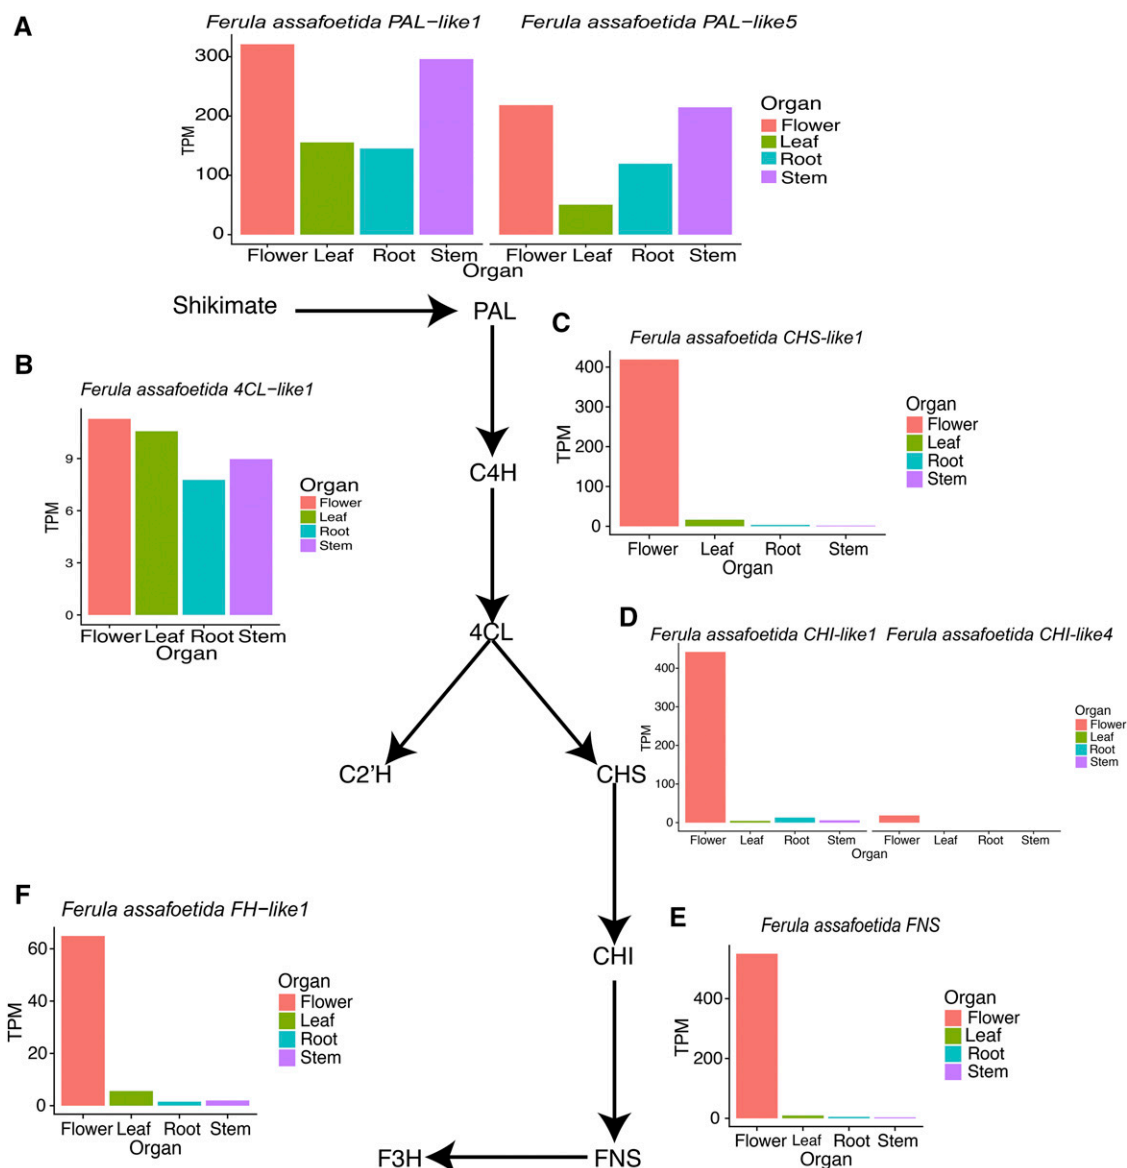 A
Ferula assafoetida PAL−like1
Ferula assafoetida PAL−like5
300
200
100
0
TPM
Flower Leaf Root Stem
Flower Leaf Root Stem
Organ
Organ
Flower
Leaf
Root
Stem
Shikimate
PAL
C4H
4CL
C2'H
CHS
CHI
FNS
F3H
B
Ferula assafoetida 4CL−like1
9
6
3
0
TPM
Flower Leaf Root Stem
Organ
Organ
Flower
Leaf
Root
Stem
C
Ferula assafoetida CHS-like1
400
300
200
100
0
TPM
Flower Leaf Root Stem
Organ
Organ
Flower
Leaf
Root
Stem
D
Ferula assafoetida CHI-like1
Ferula assafoetida CHI-like4
400
300
200
100
0
TPM
Flower Leaf Root Stem
Flower Leaf Root Stem
Organ
Organ
Flower
Leaf
Root
Stem
E
Ferula assafoetida FNS
400
200
0
TPM
Flower Leaf Root Stem
Organ
Organ
Flower
Leaf
Root
Stem
F
Ferula assafoetida FH−like1
60
40
20
0
TPM
Flower Leaf Root Stem
Organ
Organ
Flower
Leaf
Root
Stem